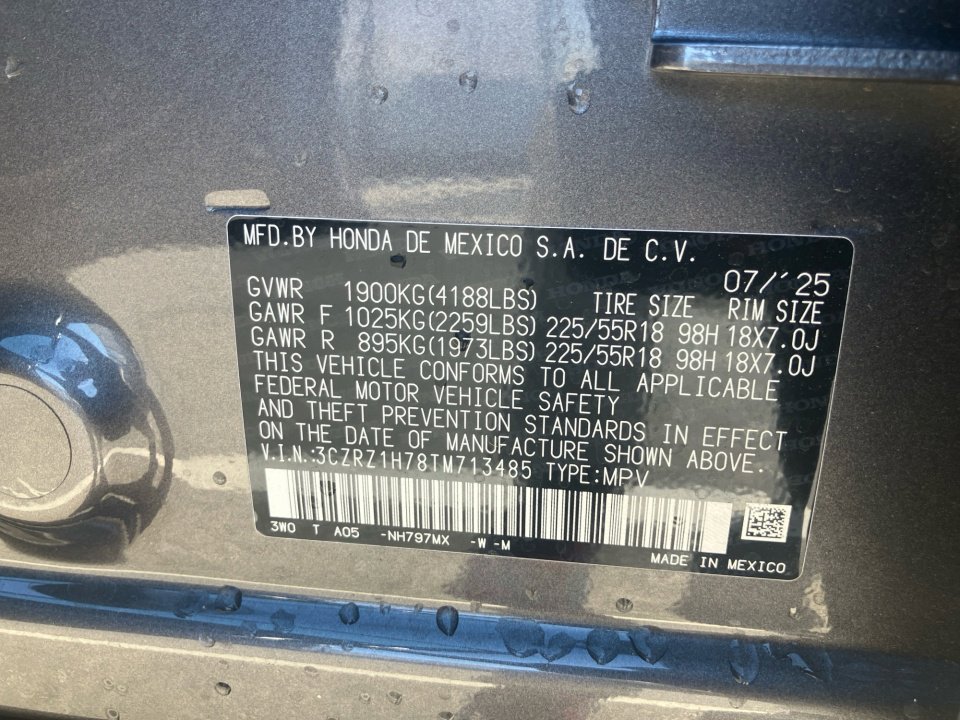 MFD.BY HONDA DE MEXICO S.A. DE C.V.
07/'25
GVWR 1900KG(4188LBS) TIRE SIZE RIM SIZE
GAWR F 1025KG(2259LBS) 225/55R18 98H 18X7.0J
GAWR R 895KG(1973LBS) 225/55R18 98H 18X7.0J
THIS VEHICLE CONFORMS TO ALL APPLICABLE
FEDERAL MOTOR VEHICLE SAFETY
AND THEFT PREVENTION STANDARDS IN EFFECT
ON THE DATE OF MANUFACTURE SHOWN ABOVE.
V.I.N.:3CZRZ1H78TM713485 TYPE:MPV
3W0 T A05 -NH797MX -W -M
MADE IN MEXICO